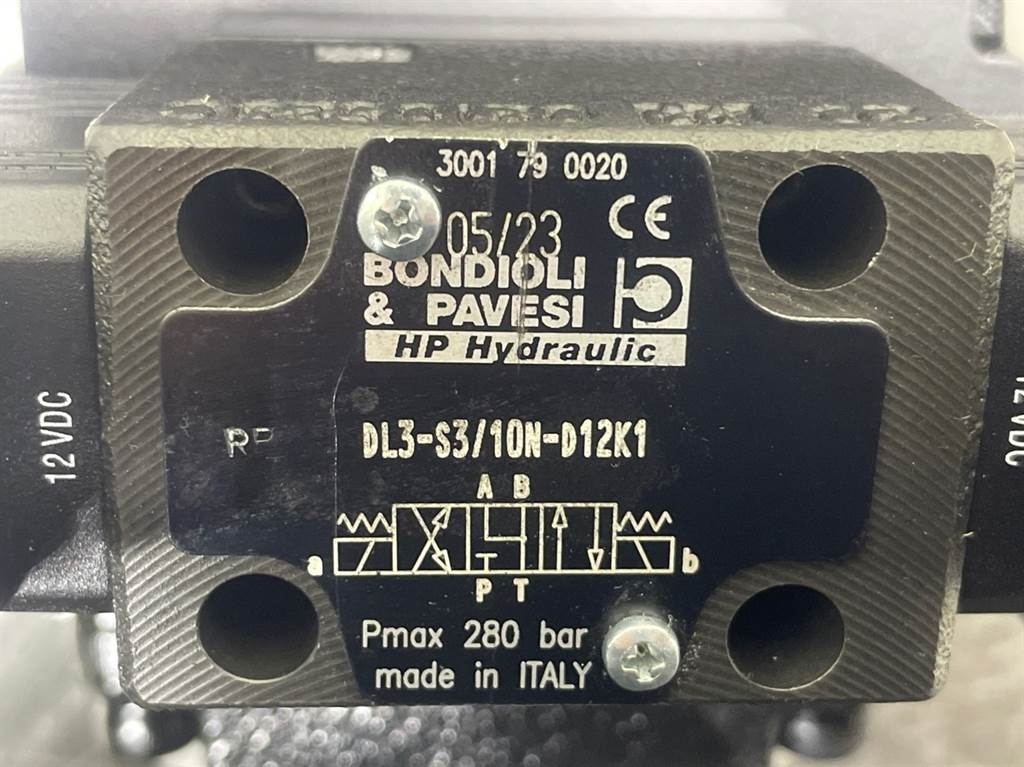 3001 79 0020
05/23 CE
BONDIOLI
& PAVESI
HP Hydraulic
12 VDC
DL3-S3/10N-D12K1
A B
a b
P T
Pmax 280 bar
made in ITALY